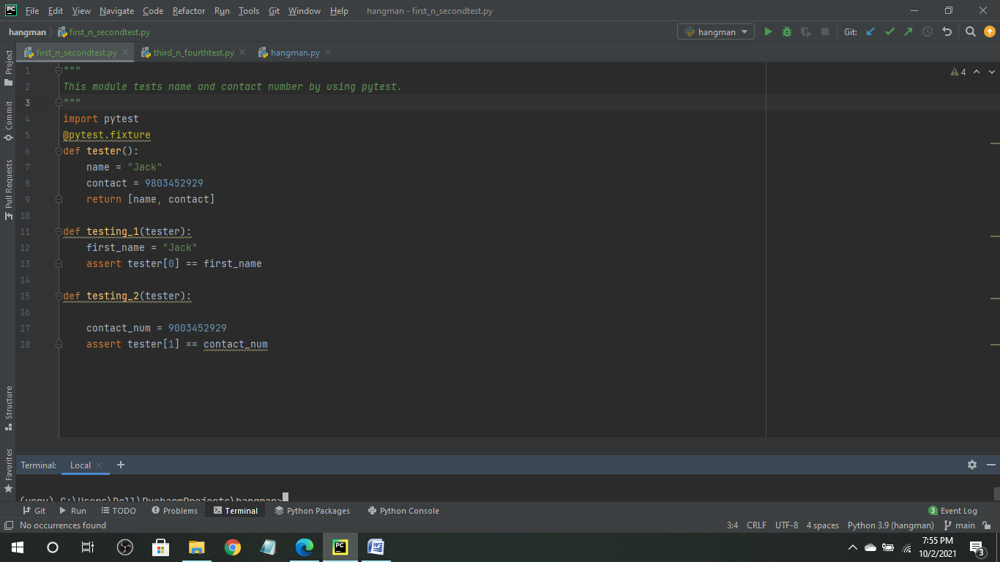 PC File Edit View Navigate Code Refactor Run Tools Git Window Help hangman - first_n_secondtest.py
hangman first_n_secondtest.py hangman Git:
first_n_secondtest.py third_n_fourthtest.py hangman.py
Project
Commit
Pull Requests
Structure
Favorites
4
1 """
2 This module tests name and contact number by using pytest.
3 """
4 import pytest
5 @pytest.fixture
6 def tester():
7 name = "Jack"
8 contact = 9803452929
9 return [name, contact]
10
11 def testing_1(tester):
12 first_name = "Jack"
13 assert tester[0] == first_name
14
15 def testing_2(tester):
16
17 contact_num = 9003452929
18 assert tester[1] == contact_num
Terminal: Local
(venv) C:\Users\Dell\PycharmProjects\hangman>
Git Run TODO Problems Terminal Python Packages Python Console 3 Event Log
No occurrences found 3:4 CRLF UTF-8 4 spaces Python 3.9 (hangman) main
PC W 7:55 PM
10/2/2021
3